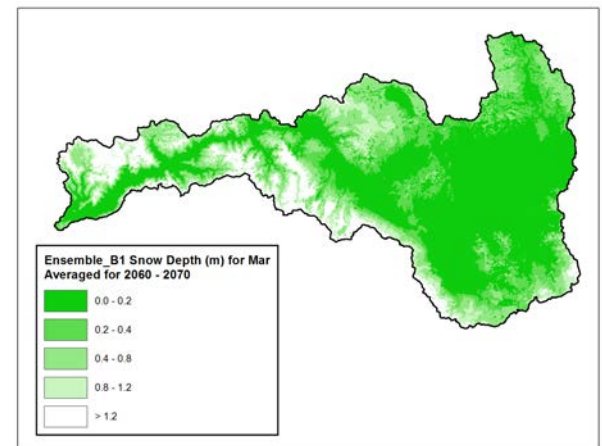 Ensemble_B1 Snow Depth (m) for Mar
Averaged for 2060 - 2070
0.0 - 0.2
0.2 - 0.4
0.4 - 0.8
0.8 - 1.2
> 1.2